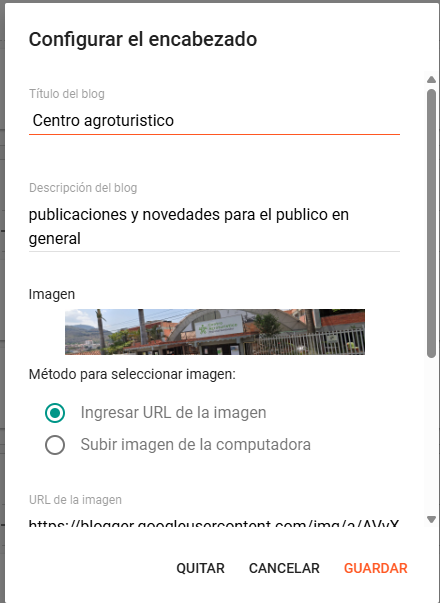 Configurar el encabezado
Título del blog
Centro agroturistico
Descripción del blog
publicaciones y novedades para el publico en
general
Imagen
Método para seleccionar imagen:
Ingresar URL de la imagen
Subir imagen de la computadora
URL de la imagen
https://blogger.googleusercontent.com/img/a/AVvX
QUITAR
CANCELAR
GUARDAR